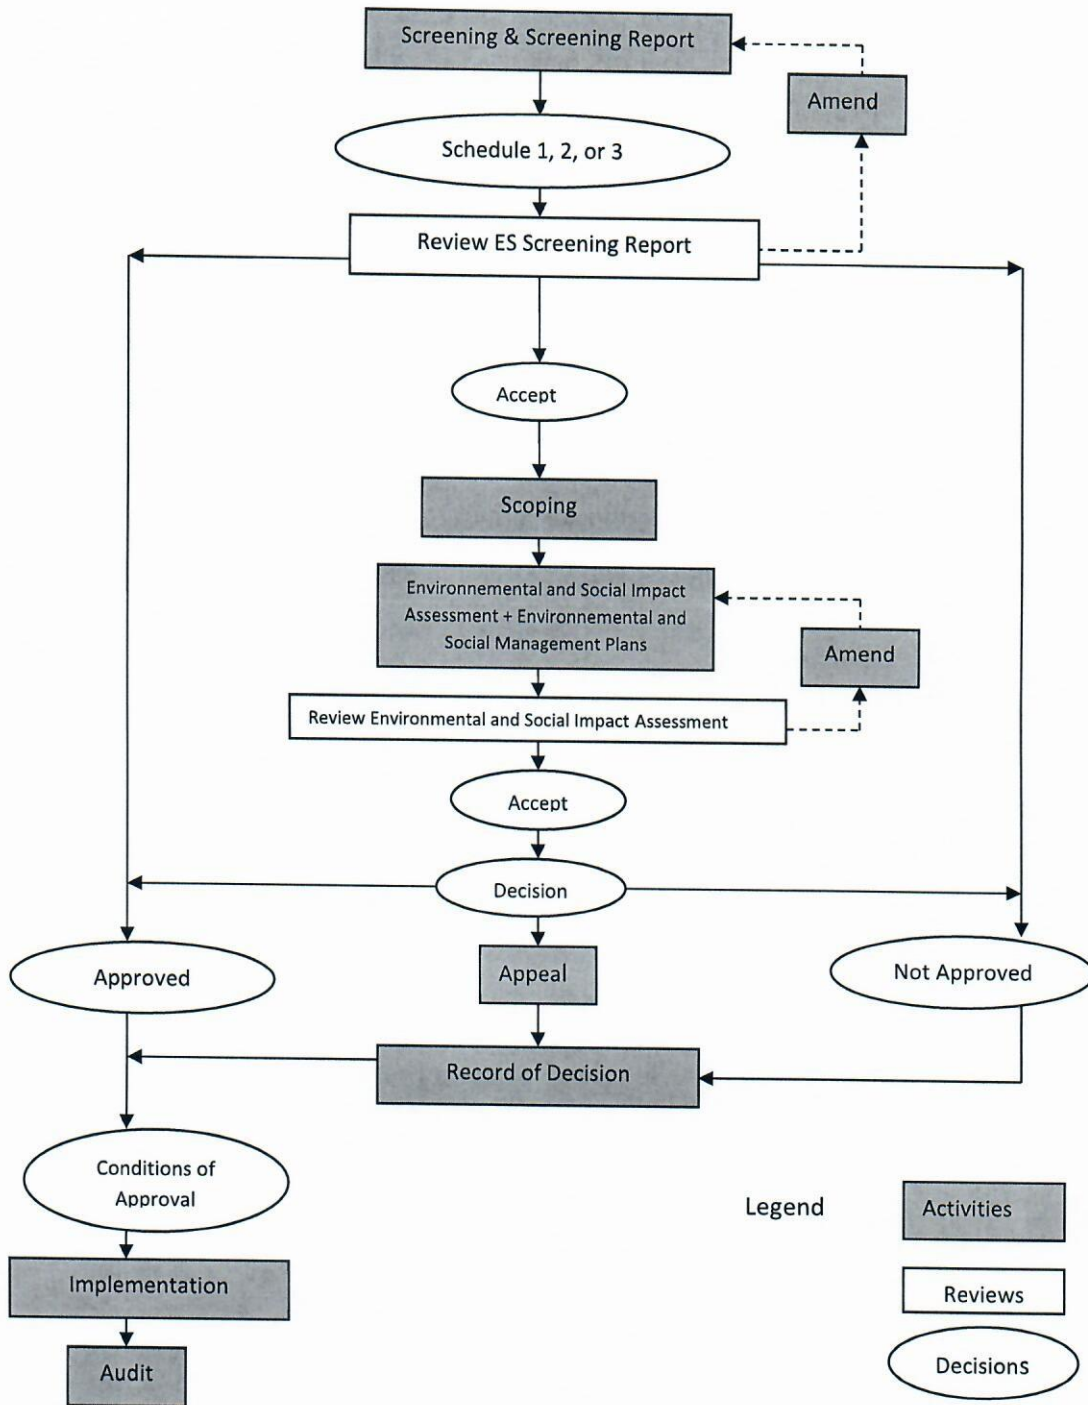 Screening & Screening Report
Amend
Schedule 1, 2, or 3
Review ES Screening Report
Accept
Scoping
Environnemental and Social Impact
Assessment + Environnemental and
Social Management Plans
Amend
Review Environmental and Social Impact Assessment
Accept
Decision
Approved
Appeal
Not Approved
Record of Decision
Conditions of
Approval
Legend
Activities
Implementation
Reviews
Audit
Decisions